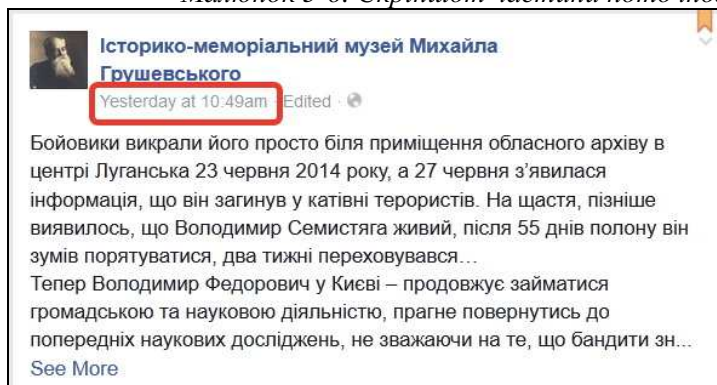 Історико-меморіальний музей Михайла
Грушевського
Yesterday at 10:49am · Edited ·
Бойовики викрали його просто біля приміщення обласного архіву в
центрі Луганська 23 червня 2014 року, а 27 червня з’явилася
інформація, що він загинув у катівні терористів. На щастя, пізніше
виявилось, що Володимир Семистяга живий, після 55 днів полону він
зумів порятуватися, два тижні переховувався…
Тепер Володимир Федорович у Києві – продовжує займатися
громадською та науковою діяльністю, прагне повернутись до
попередніх наукових досліджень, не зважаючи на те, що бандити зн...
See More